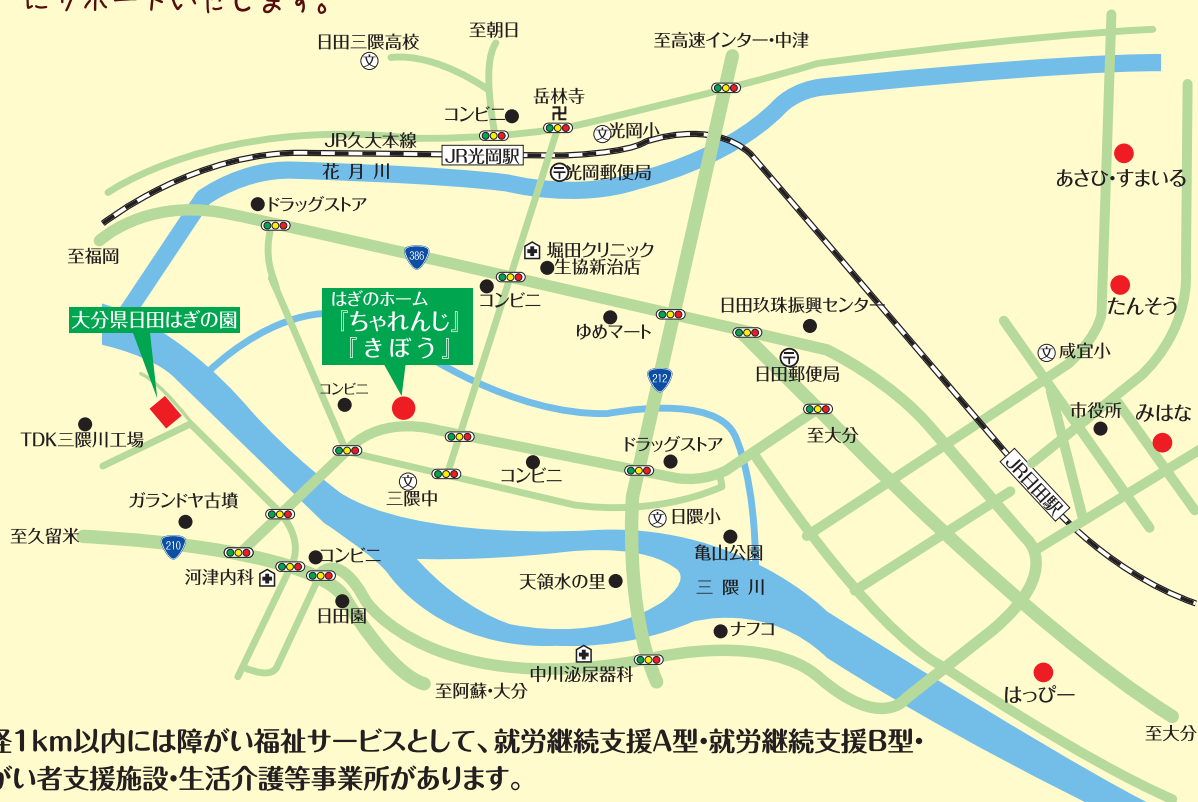 にサポートいたします。
日田三隈高校
至朝日
至高速インター・中津
文
岳林寺
コンビニ
卍
文
光岡小
JR久大本線
JR光岡駅
花月川
〒
光岡郵便局
あさひ・すまいる
ドラッグストア
至福岡
386
堀田クリニック
生協新治店
たんそう
コンビニ
はぎのホーム
『ちゃれんじ』
『きぼう』
大分県日田はぎの園
日田玖珠振興センター
ゆめマート
〒
日田郵便局
文
咸宜小
212
コンビニ
市役所
みはな
TDK三隈川工場
ドラッグストア
至大分
コンビニ
JR日田駅
文
三隈中
ガランドヤ古墳
文
日隈小
至久留米
210
コンビニ
亀山公園
河津内科
天領水の里
三隈川
日田園
ナフコ
中川泌尿器科
至阿蘇・大分
はっぴー
至大分
径1km以内には障がい福祉サービスとして、就労継続支援A型・就労継続支援B型・
がい者支援施設・生活介護等事業所があります。